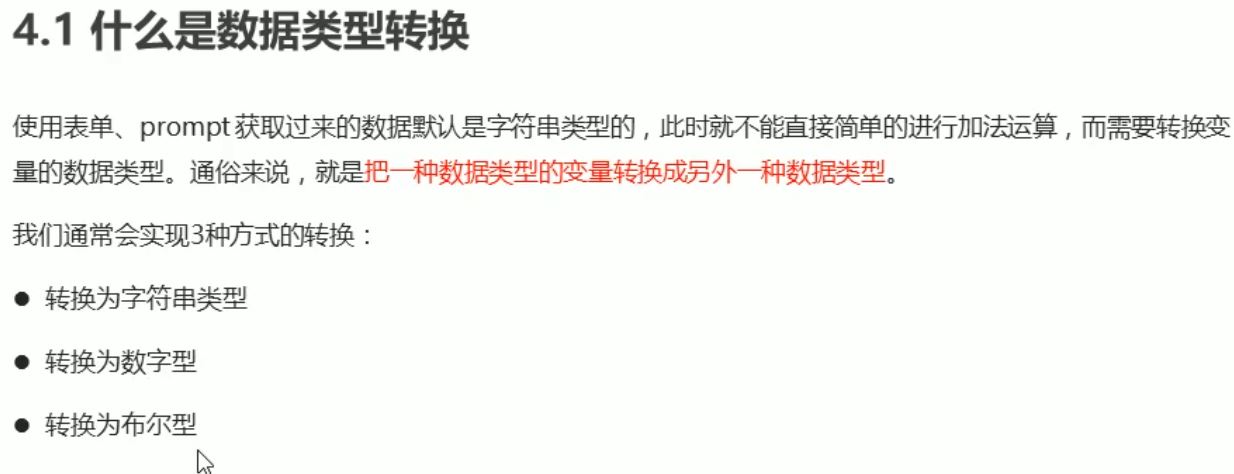 4.1 什么是数据类型转换
使用表单、prompt 获取过来的数据默认是字符串类型的，此时就不能直接简单的进行加法运算，而需要转换变
量的数据类型。通俗来说，就是把一种数据类型的变量转换成另外一种数据类型。
我们通常会实现3种方式的转换：
● 转换为字符串类型
● 转换为数字型
● 转换为布尔型